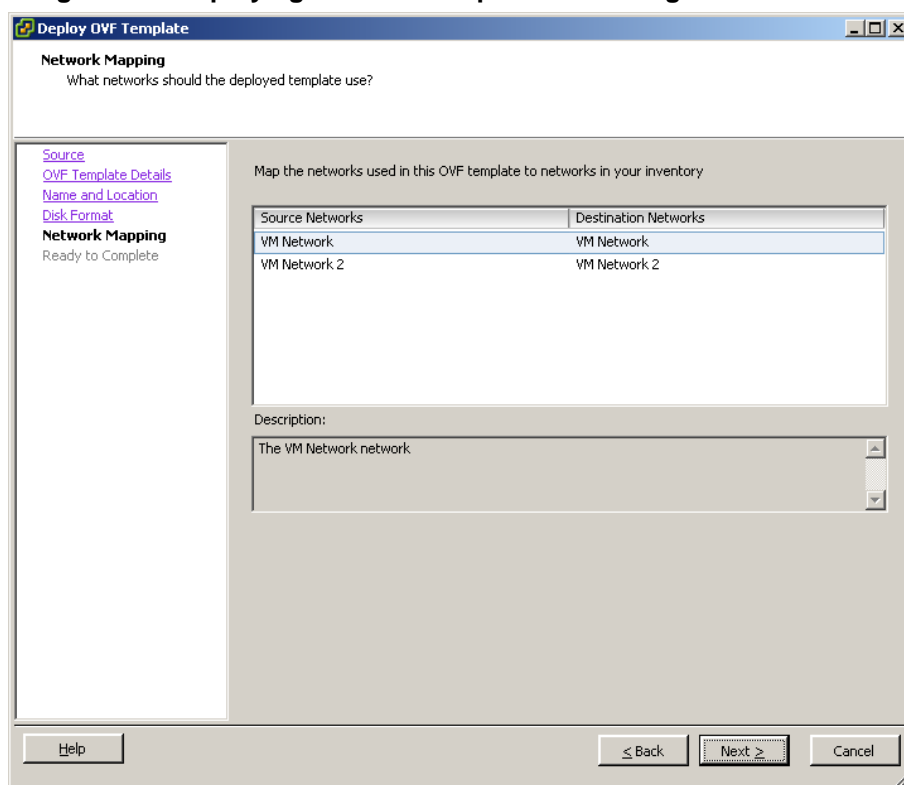 Deploy OVF Template
Network Mapping
What networks should the deployed template use?
Source
OVF Template Details
Name and Location
Disk Format
Network Mapping
Ready to Complete
Map the networks used in this OVF template to networks in your inventory
Source Networks Destination Networks
VM Network VM Network
VM Network 2 VM Network 2
Description:
The VM Network network
Help ≤ Back Next ≥ Cancel